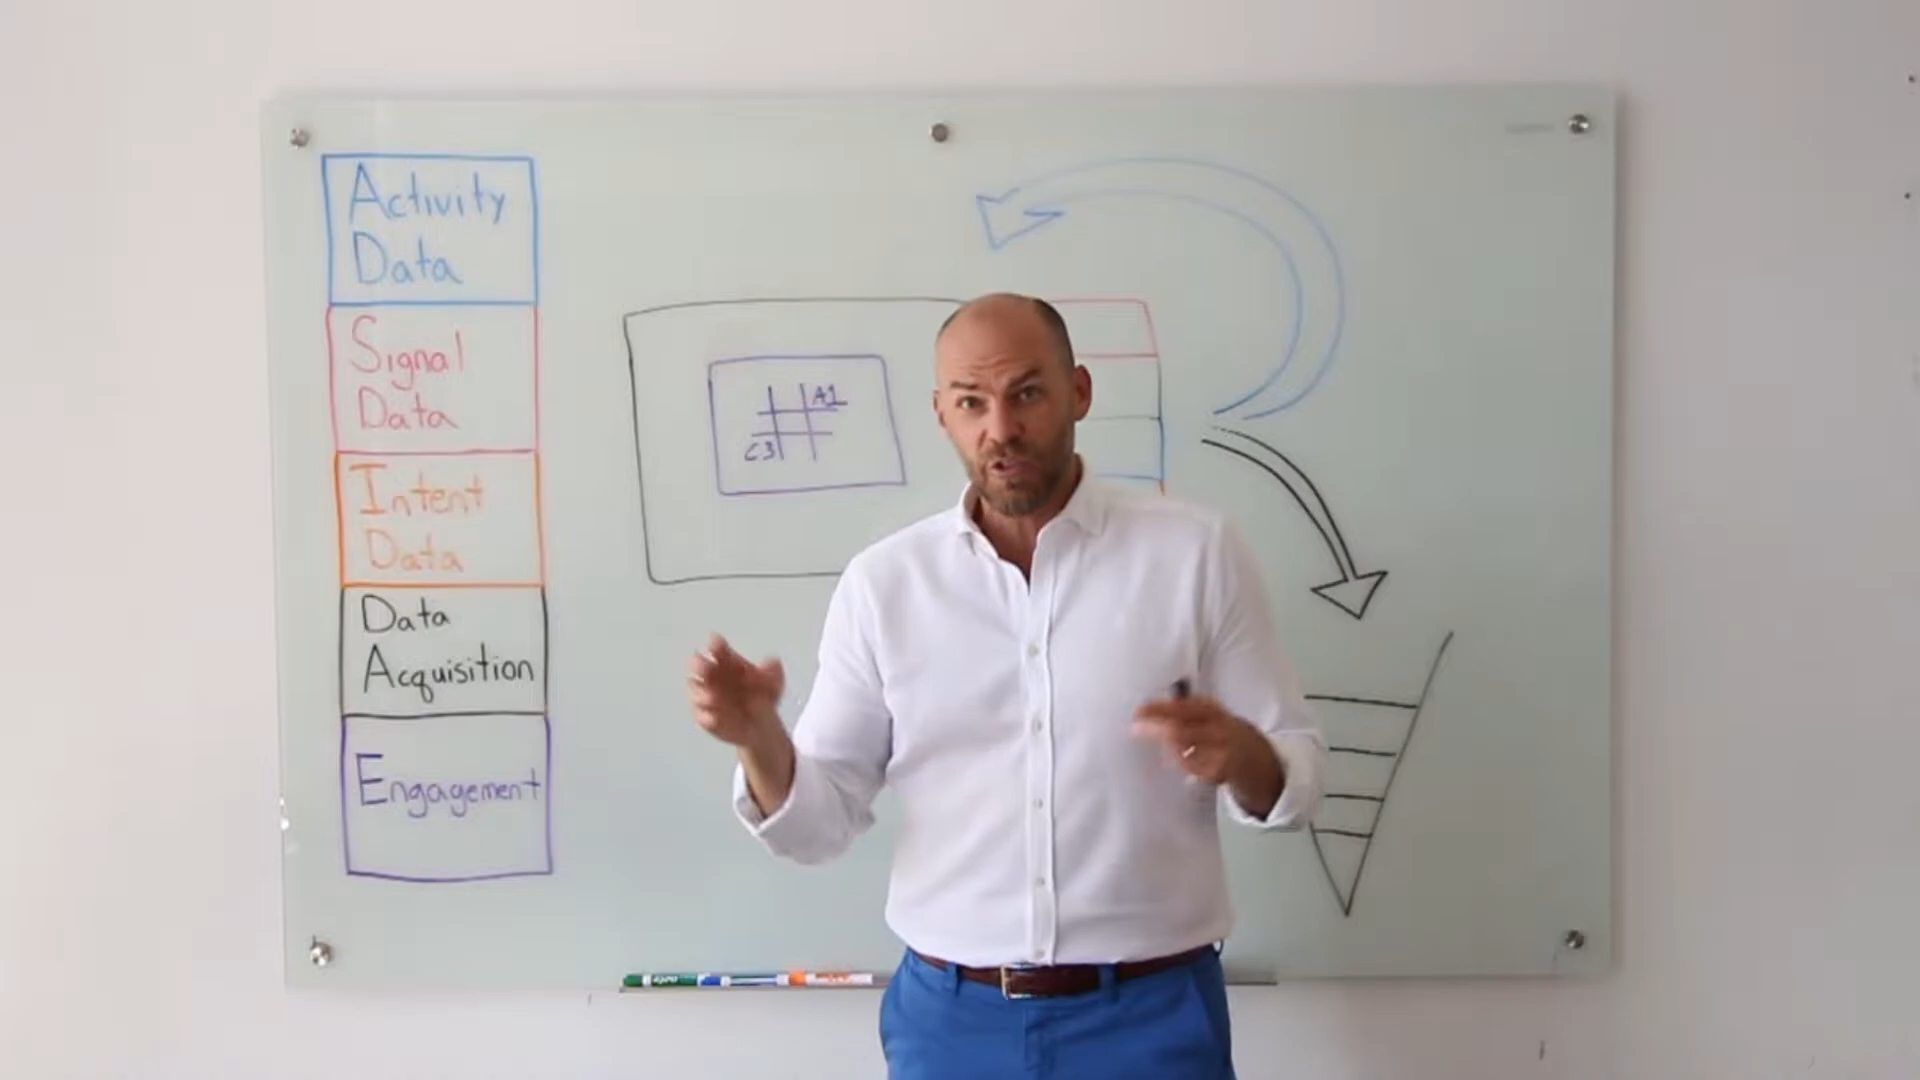 Activity
Data
Signal
Data
Intent
Data
Data
Acquisition
Engagement
A1
C3